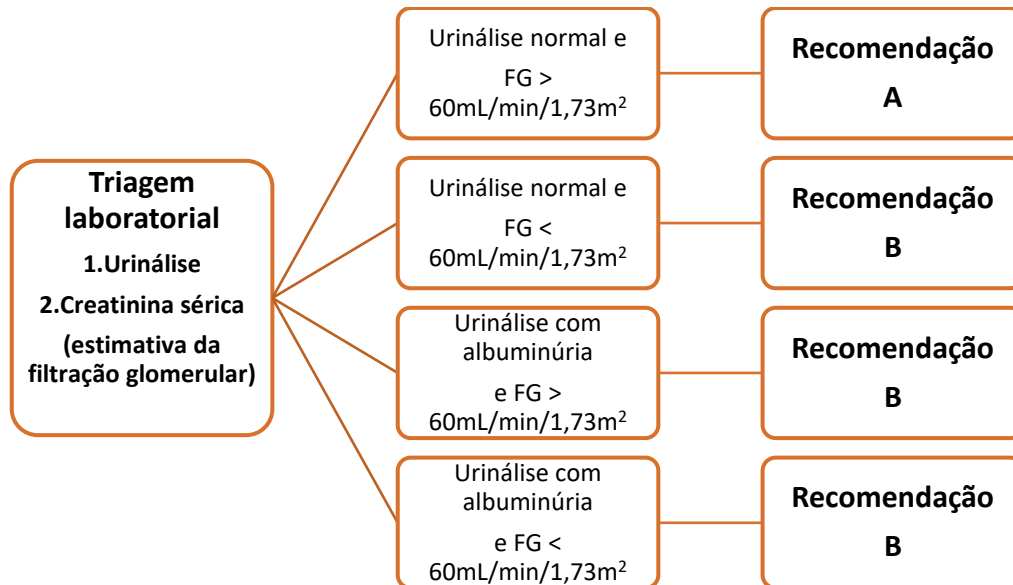 Triagem
laboratorial
1.Urinálise
2.Creatinina sérica
(estimativa da
filtração glomerular)
Urinálise normal e
FG >
60mL/min/1,73m²
Recomendação
A
Urinálise normal e
FG <
60mL/min/1,73m²
Recomendação
B
Urinálise com
albuminúria
e FG >
60mL/min/1,73m²
Recomendação
B
Urinálise com
albuminúria
e FG <
60mL/min/1,73m²
Recomendação
B